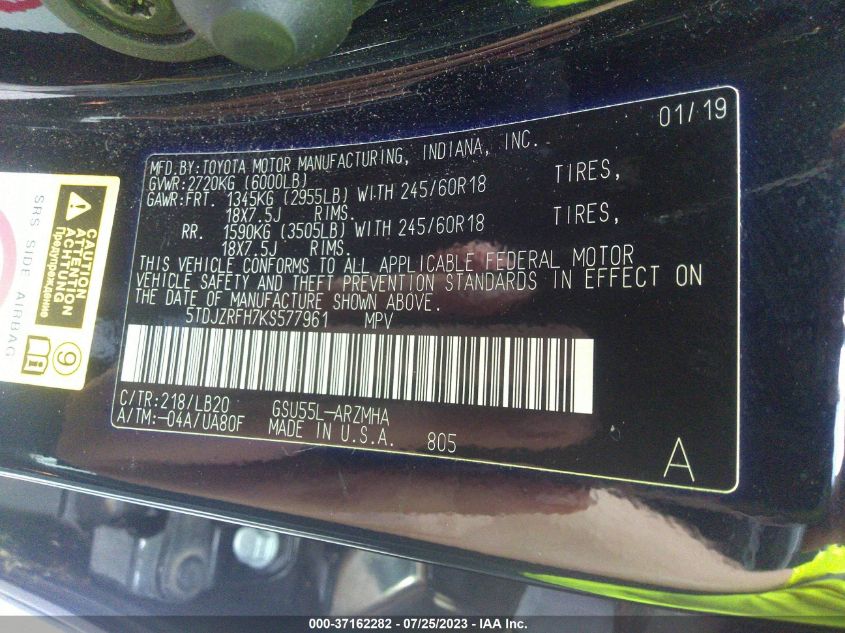 01/19
MFD.BY:TOYOTA MOTOR MANUFACTURING, INDIANA, INC.
GVWR:2720KG (6000LB)
GAWR:FRT. 1345KG (2955LB) WITH 245/60R18 TIRES,
18X7.5J RIMS.
RR. 1590KG (3505LB) WITH 245/60R18 TIRES,
18X7.5J RIMS.
THIS VEHICLE CONFORMS TO ALL APPLICABLE FEDERAL MOTOR
VEHICLE SAFETY AND THEFT PREVENTION STANDARDS IN EFFECT ON
THE DATE OF MANUFACTURE SHOWN ABOVE.
5TDJZRFH7KS577961 MPV
C/TR:218/LB20 GSU55L-ARZMHA
A/TM:-04A/UA80F MADE IN U.S.A. 805
A
CAUTION
ATTENTION
ACHTUNG
Предупреждение
SRS SIDE AIRBAG
9
i
000-37162282 - 07/25/2023 - IAA Inc.